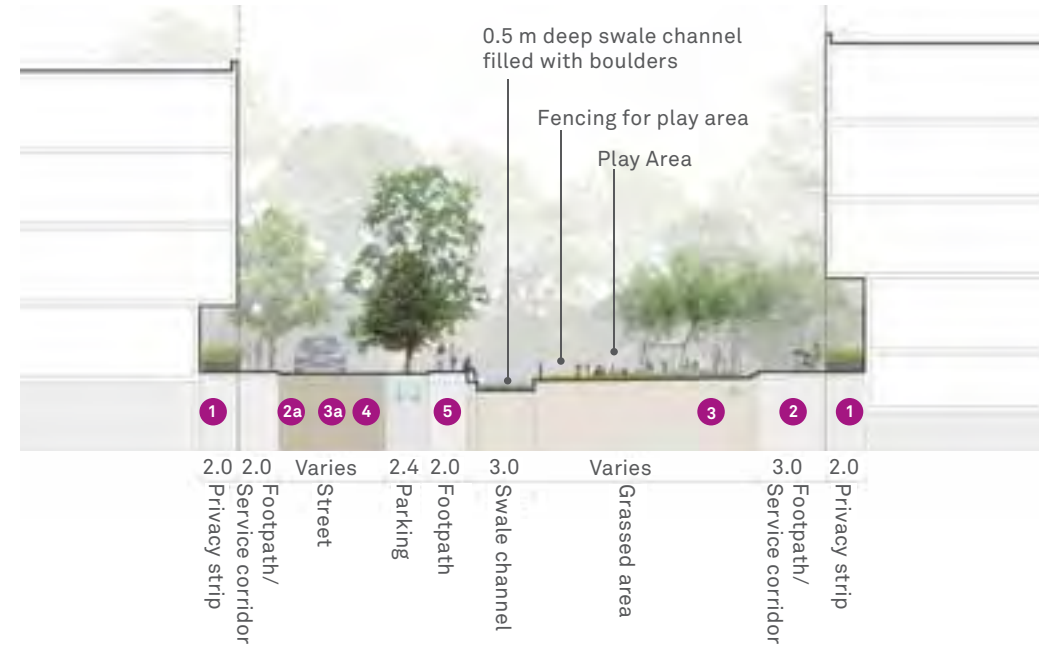 0.5 m deep swale channel
filled with boulders
Fencing for play area
Play Area
1
2a
3a
4
5
3
2
1
2.0
2.0
Varies
2.4
2.0
3.0
Varies
3.0
2.0
Privacy strip
Footpath/
Service corridor
Street
Parking
Footpath
Swale channel
Grassed area
Footpath/
Service corridor
Privacy strip